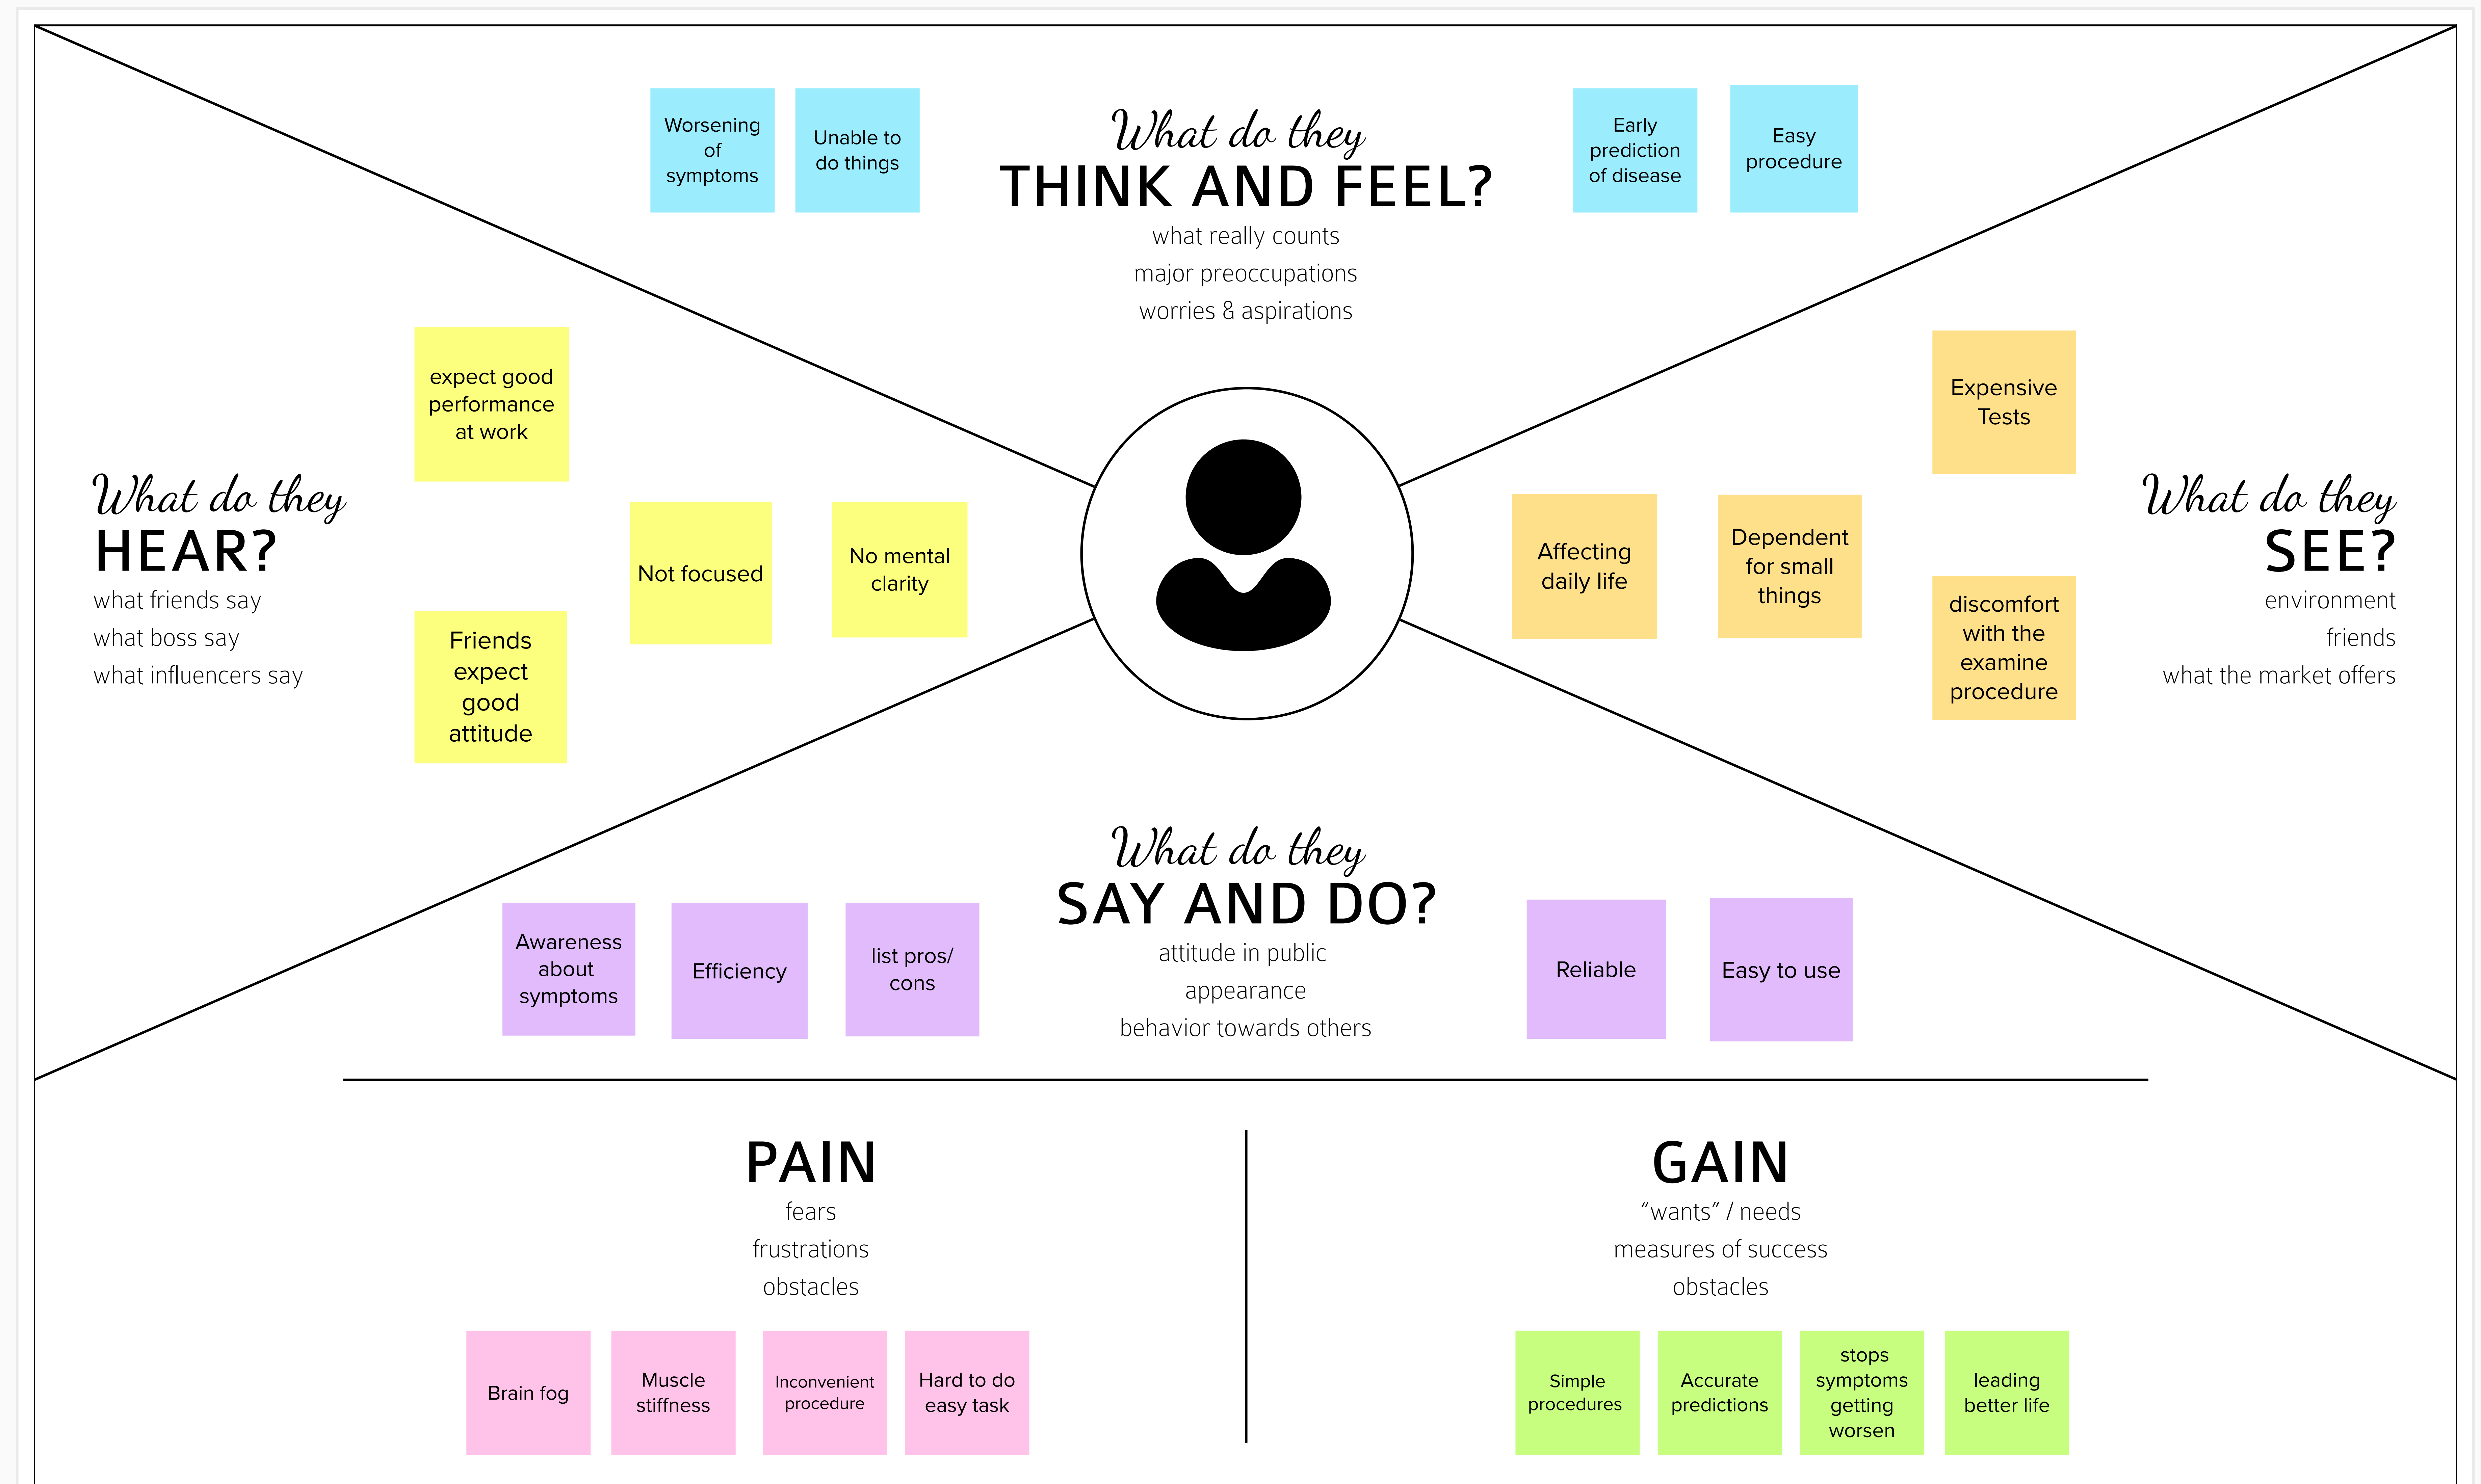 Worsening
of
symptoms
Unable to
do things
What do they
THINK AND FEEL?
what really counts
major preoccupations
worries & aspirations
Early
prediction
of disease
Easy
procedure
What do they
HEAR?
what friends say
what boss say
what influencers say
expect good
performance
at work
Friends
expect
good
attitude
Not focused
No mental
clarity
Affecting
daily life
Dependent
for small
things
Expensive
Tests
discomfort
with the
examine
procedure
What do they
SEE?
environment
friends
what the market offers
Awareness
about
symptoms
Efficiency
list pros/
cons
What do they
SAY AND DO?
attitude in public
appearance
behavior towards others
Reliable
Easy to use
PAIN
fears
frustrations
obstacles
Brain fog
Muscle
stiffness
Inconvenient
procedure
Hard to do
easy task
GAIN
“wants” / needs
measures of success
obstacles
Simple
procedures
Accurate
predictions
stops
symptoms
getting
worsen
leading
better life